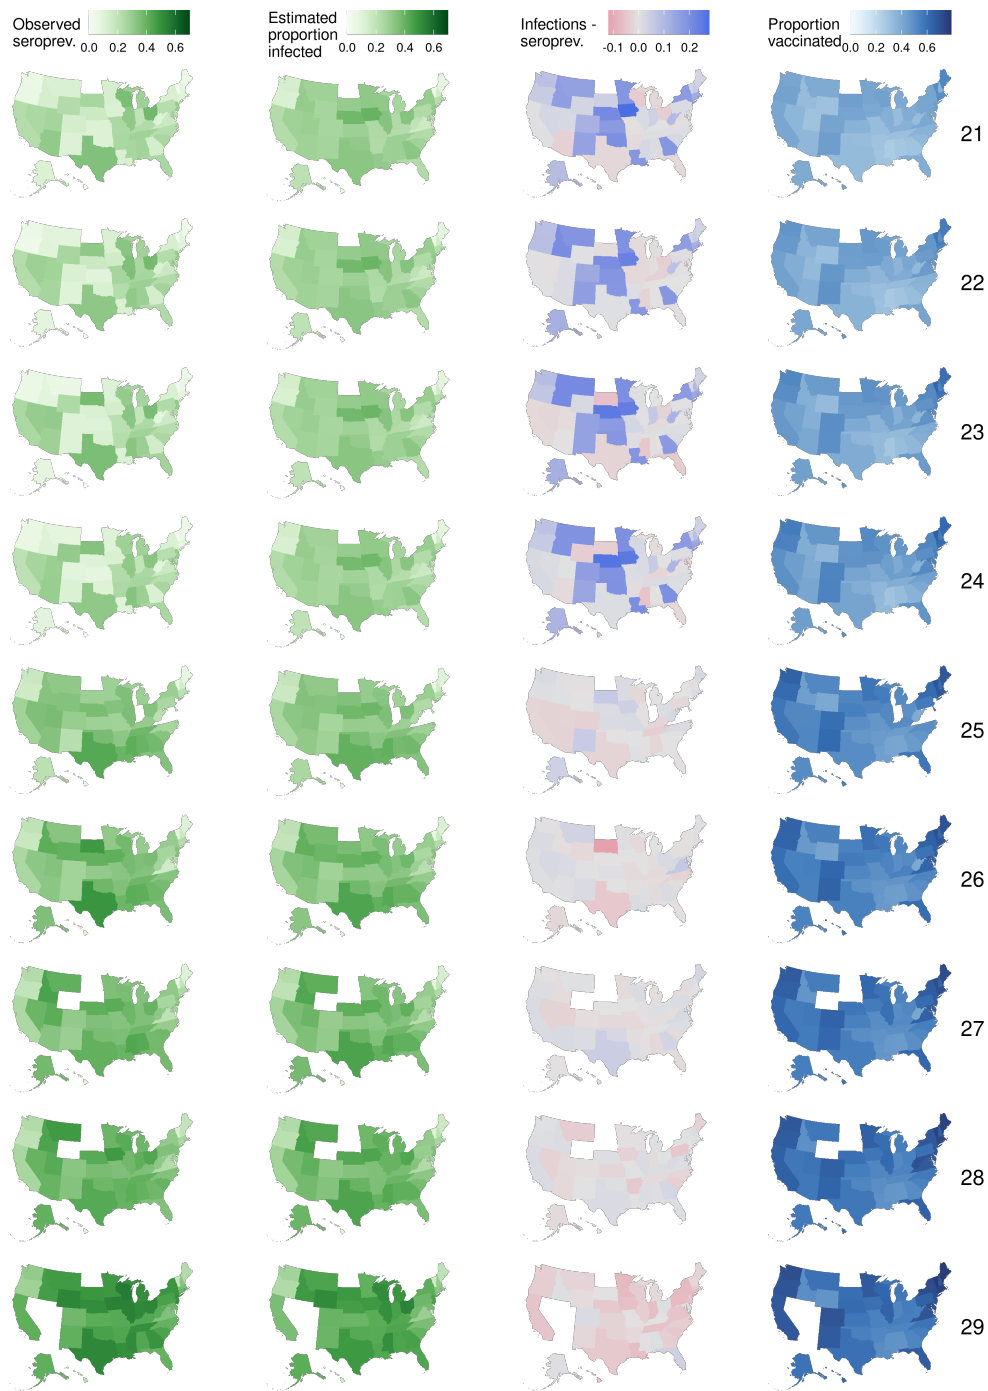 Observed
seroprev.
0.0 0.2 0.4 0.6
Estimated
proportion
infected
0.0 0.2 0.4 0.6
Infections -
seroprev.
-0.1 0.0 0.1 0.2
Proportion
vaccinated
0.0 0.2 0.4 0.6
21
22
23
24
25
26
27
28
29